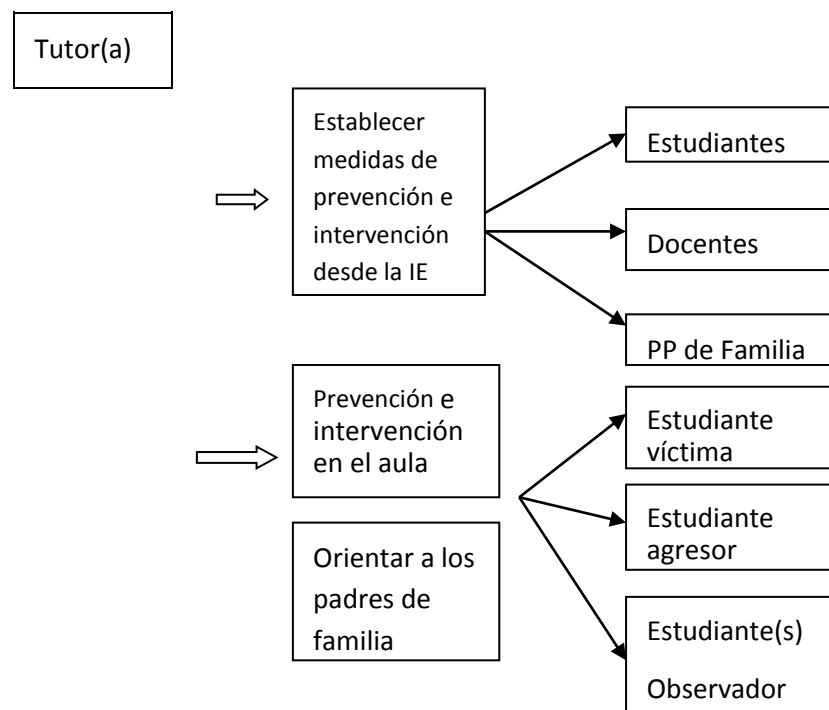 Tutor(a)
Establecer
medidas de
prevención e
intervención
desde la IE
Estudiantes
Docentes
PP de Familia
Prevención e
intervención
en el aula
Estudiante
víctima
Estudiante
agresor
Orientar a los
padres de
familia
Estudiante(s)
Observador